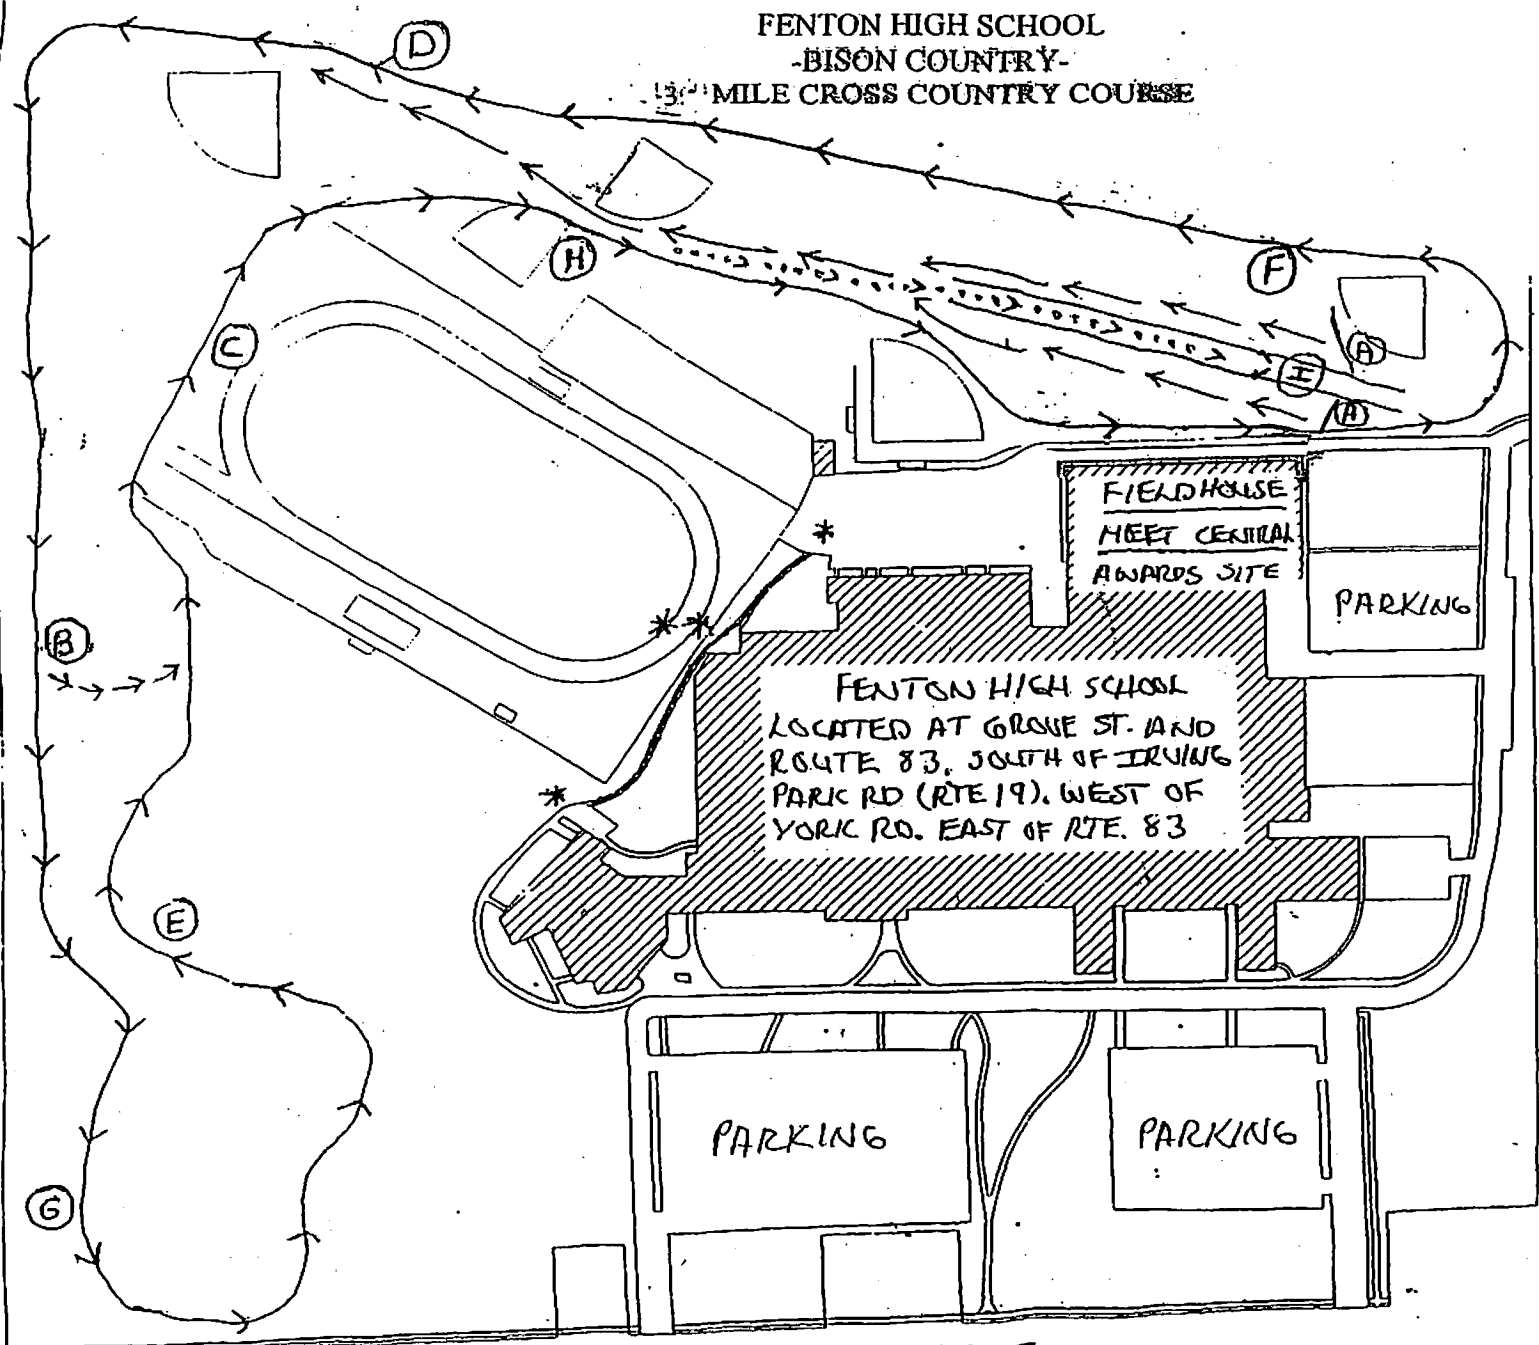 FENTON HIGH SCHOOL
-BISON COUNTRY-
3 MILE CROSS COUNTRY COURSE
D
F
H
C
A
I
A
FIELDHOUSE
MEET CENTRAL
AWARDS SITE
PARKING
B
FENTON HIGH SCHOOL
LOCATED AT GROVE ST. AND
ROUTE 83, SOUTH OF IRVING
PARK RD (RTE 19). WEST OF
YORK RD. EAST OF RTE. 83
E
PARKING
PARKING
G